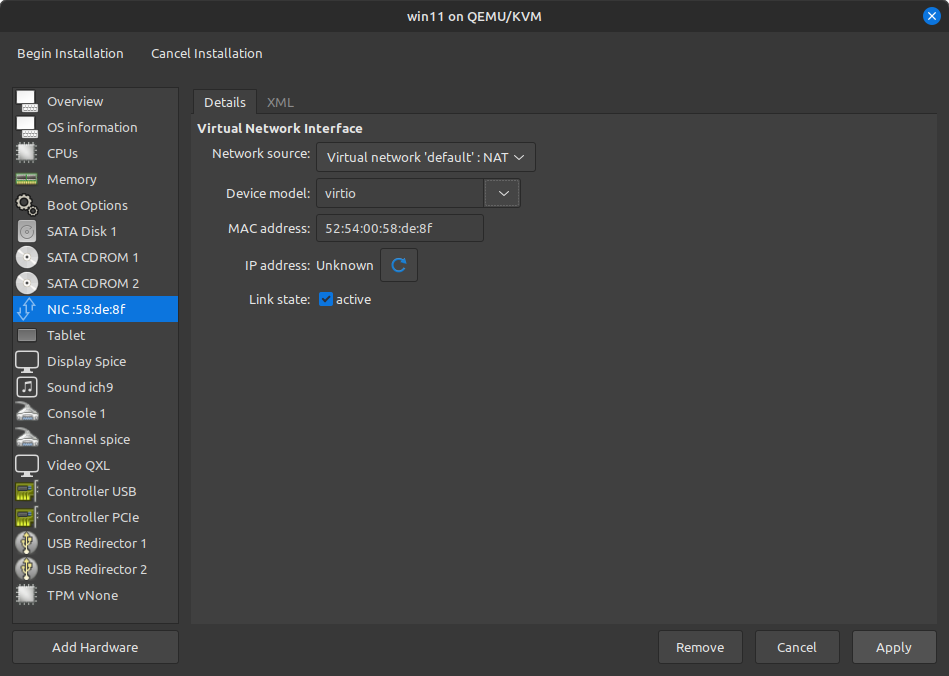 win11 on QEMU/KVM
Begin Installation Cancel Installation
Overview
OS information
CPUs
Memory
Boot Options
SATA Disk 1
SATA CDROM 1
SATA CDROM 2
NIC :58:de:8f
Tablet
Display Spice
Sound ich9
Console 1
Channel spice
Video QXL
Controller USB
Controller PCIe
USB Redirector 1
USB Redirector 2
TPM vNone
Add Hardware
Details XML
Virtual Network Interface
Network source: Virtual network 'default' : NAT
Device model: virtio
MAC address: 52:54:00:58:de:8f
IP address: Unknown
Link state: active
Remove Cancel Apply